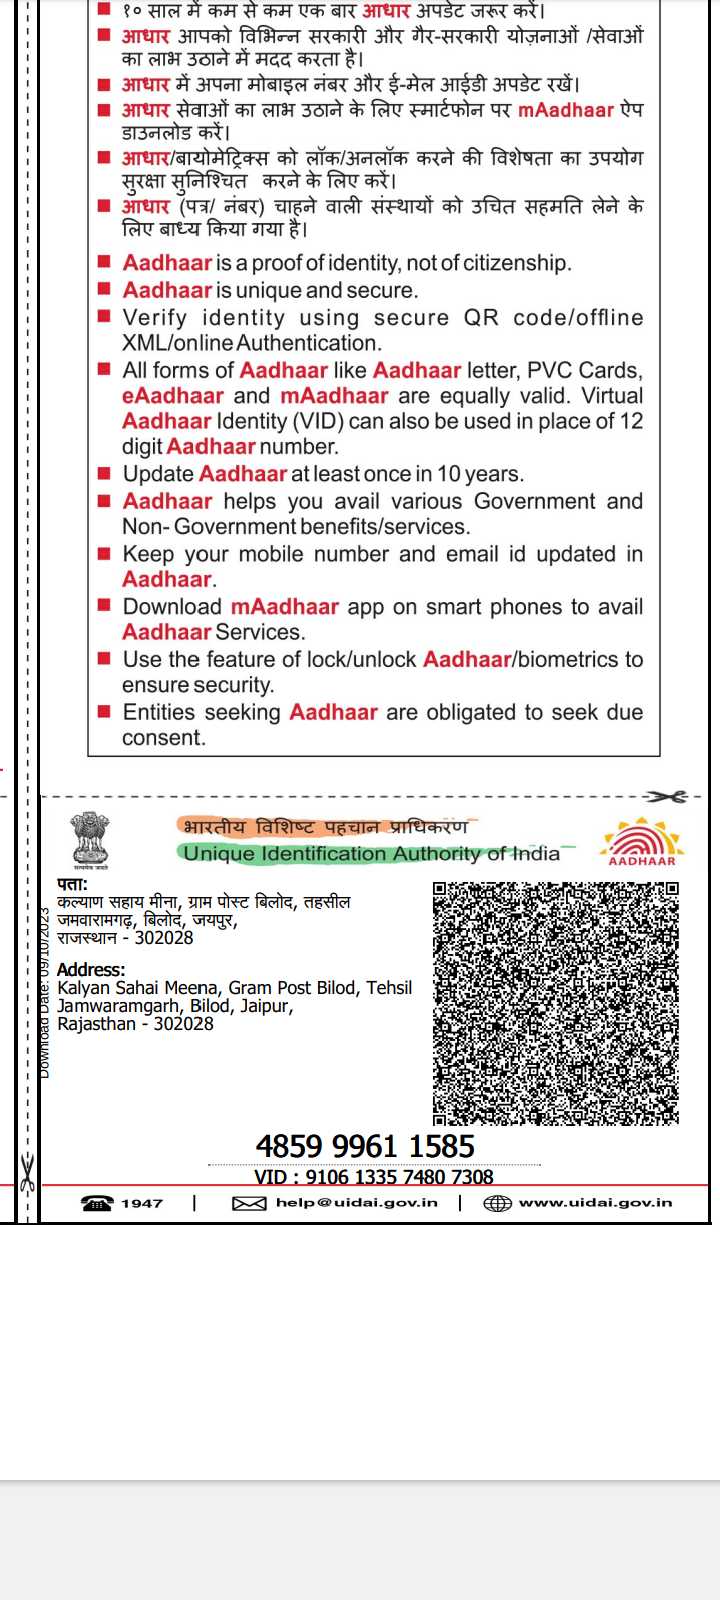 १० साल में कम से कम एक बार आधार अपडेट जरूर करें।
आधार आपको विभिन्न सरकारी और गैर-सरकारी योजनाओं /सेवाओं
का लाभ उठाने में मदद करता है।
आधार में अपना मोबाइल नंबर और ई-मेल आईडी अपडेट रखें।
आधार सेवाओं का लाभ उठाने के लिए स्मार्टफोन पर mAadhaar ऐप
डाउनलोड करें।
आधार/बायोमेट्रिक्स को लॉक/अनलॉक करने की विशेषता का उपयोग
सुरक्षा सुनिश्चित करने के लिए करें।
आधार (पत्र/ नंबर) चाहने वाली संस्थायों को उचित सहमति लेने के
लिए बाध्य किया गया है।
Aadhaar is a proof of identity, not of citizenship.
Aadhaar is unique and secure.
Verify identity using secure QR code/offline
XML/online Authentication.
All forms of Aadhaar like Aadhaar letter, PVC Cards,
eAadhaar and mAadhaar are equally valid. Virtual
Aadhaar Identity (VID) can also be used in place of 12
digit Aadhaar number.
Update Aadhaar at least once in 10 years.
Aadhaar helps you avail various Government and
Non- Government benefits/services.
Keep your mobile number and email id updated in
Aadhaar.
Download mAadhaar app on smart phones to avail
Aadhaar Services.
Use the feature of lock/unlock Aadhaar/biometrics to
ensure security.
Entities seeking Aadhaar are obligated to seek due
consent.
सत्यमेव जयते
भारतीय विशिष्ट पहचान प्राधिकरण
Unique Identification Authority of India
AADHAAR
पता:
कल्याण सहाय मीना, ग्राम पोस्ट बिलोद, तहसील
जमवारामगढ़, बिलोद, जयपुर,
राजस्थान - 302028
Address:
Kalyan Sahai Meena, Gram Post Bilod, Tehsil
Jamwaramgarh, Bilod, Jaipur,
Rajasthan - 302028
Download Date: 09/10/2023
4859 9961 1585
VID : 9106 1335 7480 7308
1947 | help@uidai.gov.in | www.uidai.gov.in